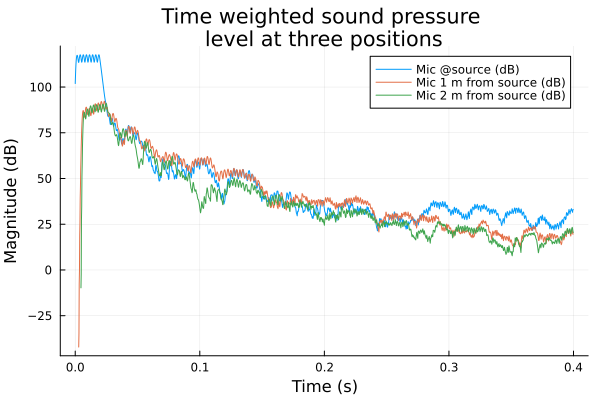 Time weighted sound pressure
level at three positions
Mic @source (dB)
Mic 1 m from source (dB)
Mic 2 m from source (dB)
Magnitude (dB)
100
75
50
25
0
−25
0.0 0.1 0.2 0.3 0.4
Time (s)